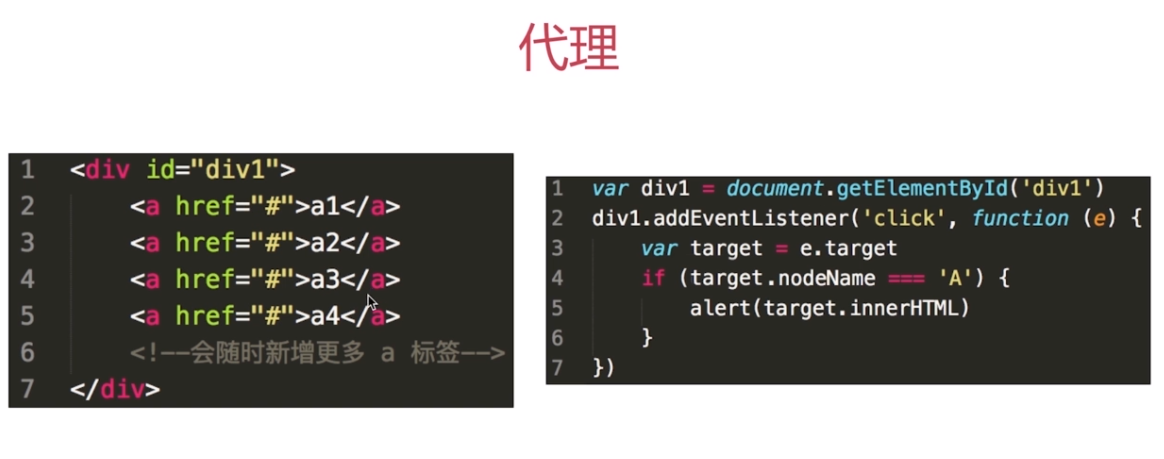 代理
1 <div id="div1">
2     <a href="#">a1</a>
3     <a href="#">a2</a>
4     <a href="#">a3</a>
5     <a href="#">a4</a>
6     <!--会随时新增更多 a 标签-->
7 </div>
1 var div1 = document.getElementById('div1')
2 div1.addEventListener('click', function (e) {
3     var target = e.target
4     if (target.nodeName === 'A') {
5         alert(target.innerHTML)
6     }
7 })